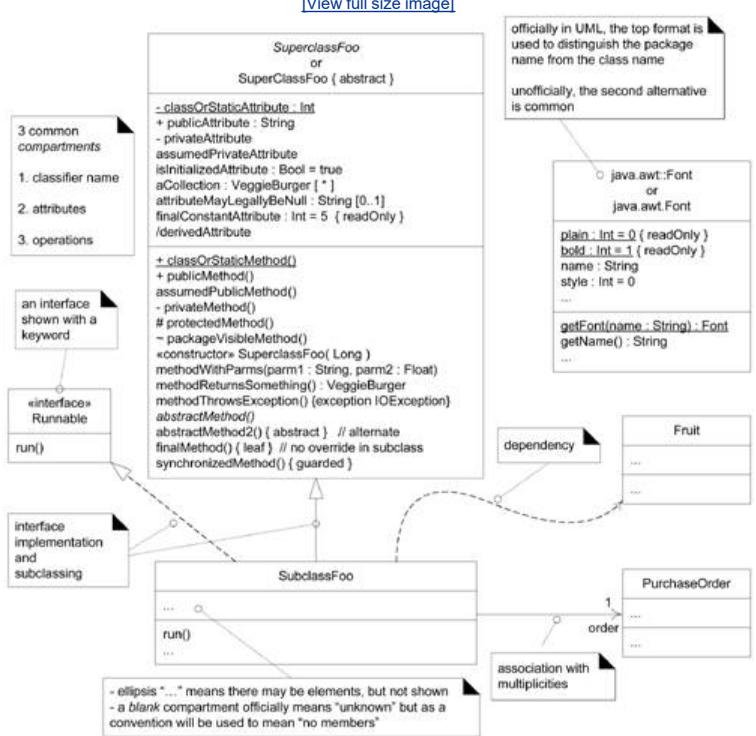 [View full size image]
officially in UML, the top format is
used to distinguish the package
name from the class name
unofficially, the second alternative
is common
SuperclassFoo
or
SuperClassFoo { abstract }
- classOrStaticAttribute : Int
+ publicAttribute : String
- privateAttribute
assumedPrivateAttribute
isInitializedAttribute : Bool = true
aCollection : VeggieBurger [ * ]
attributeMayLegallyBeNull : String [0..1]
finalConstantAttribute : Int = 5 { readOnly }
/derivedAttribute
+ classOrStaticMethod()
+ publicMethod()
assumedPublicMethod()
- privateMethod()
# protectedMethod()
~ packageVisibleMethod()
«constructor» SuperclassFoo( Long )
methodWithParms(parm1 : String, parm2 : Float)
methodReturnsSomething() : VeggieBurger
methodThrowsException() {exception IOException}
abstractMethod()
abstractMethod2() { abstract } // alternate
finalMethod() { leaf } // no override in subclass
synchronizedMethod() { guarded }
3 common
compartments
1. classifier name
2. attributes
3. operations
java.awt::Font
or
java.awt.Font
plain : Int = 0 { readOnly }
bold : Int = 1 { readOnly }
name : String
style : Int = 0
...
getFont(name : String) : Font
getName() : String
...
an interface
shown with a
keyword
«interface»
Runnable
run()
dependency
Fruit
...
...
interface
implementation
and
subclassing
SubclassFoo
...
run()
...
1
order
PurchaseOrder
...
...
association with
multiplicities
- ellipsis "..." means there may be elements, but not shown
- a blank compartment officially means "unknown" but as a
convention will be used to mean "no members"